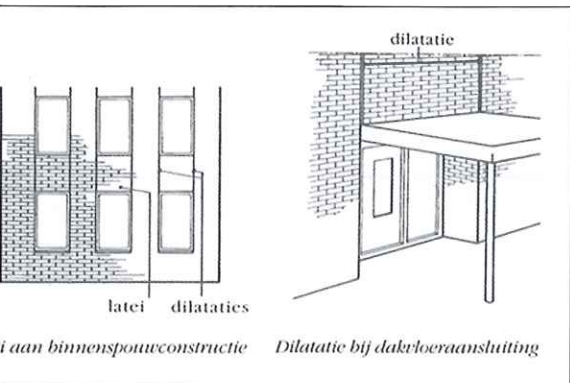 dilatatie
latei dilataties
i aan binnenspouwconstructie
Dilatatie bij dakvloeraansluiting